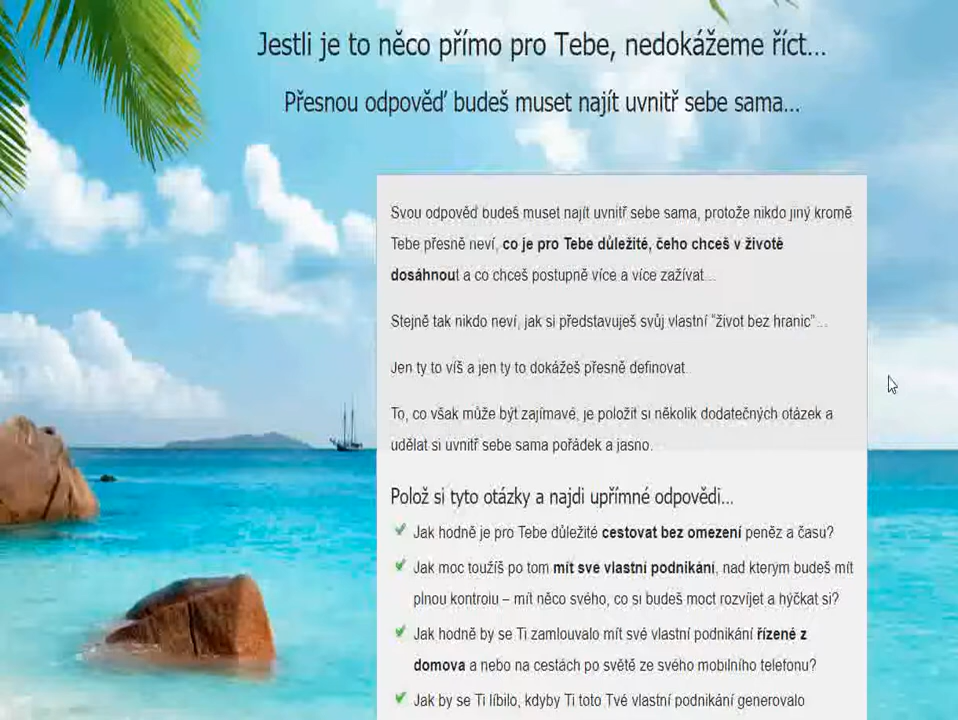 Jestli je to něco přímo pro Tebe, nedokážeme říct...
Přesnou odpověď budeš muset najít uvnitř sebe sama...
Svou odpověď budeš muset najít uvnitř sebe sama, protože nikdo jiný kromě
Tebe přesně neví, co je pro Tebe důležité, čeho chceš v životě
dosáhnout a co chceš postupně více a více zažívat...
Stejně tak nikdo neví, jak si představuješ svůj vlastní "život bez hranic"...
Jen ty to víš a jen ty to dokážeš přesně definovat.
To, co však může být zajímavé, je položit si několik dodatečných otázek a
udělat si uvnitř sebe sama pořádek a jasno.
Polož si tyto otázky a najdi upřímné odpovědi...
Jak hodně je pro Tebe důležité cestovat bez omezení peněz a času?
Jak moc toužíš po tom mít své vlastní podnikání, nad kterým budeš mít
plnou kontrolu – mít něco svého, co si budeš moct rozvíjet a hýčkat si?
Jak hodně by se Ti zamlouvalo mít své vlastní podnikání řízené z
domova a nebo na cestách po světě ze svého mobilního telefonu?
Jak by se Ti líbilo, kdyby Ti toto Tvé vlastní podnikání generovalo